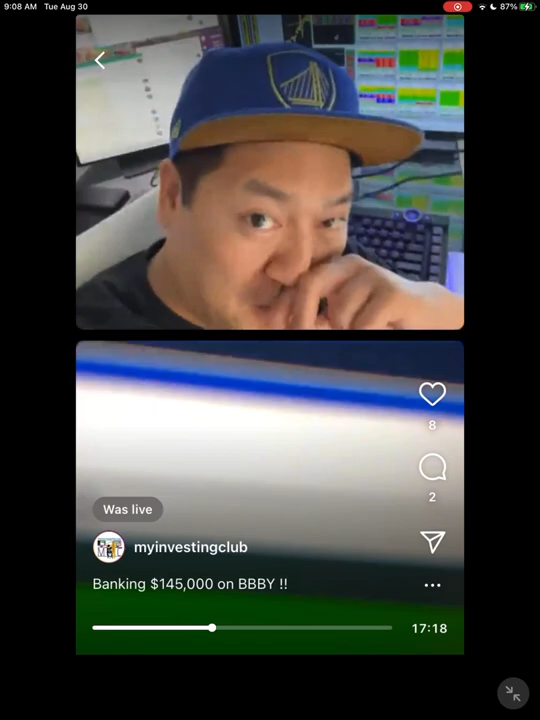 9:08 AM Tue Aug 30
87%
8
2
Was live
myinvestingclub
Banking $145,000 on BBBY !!
17:18